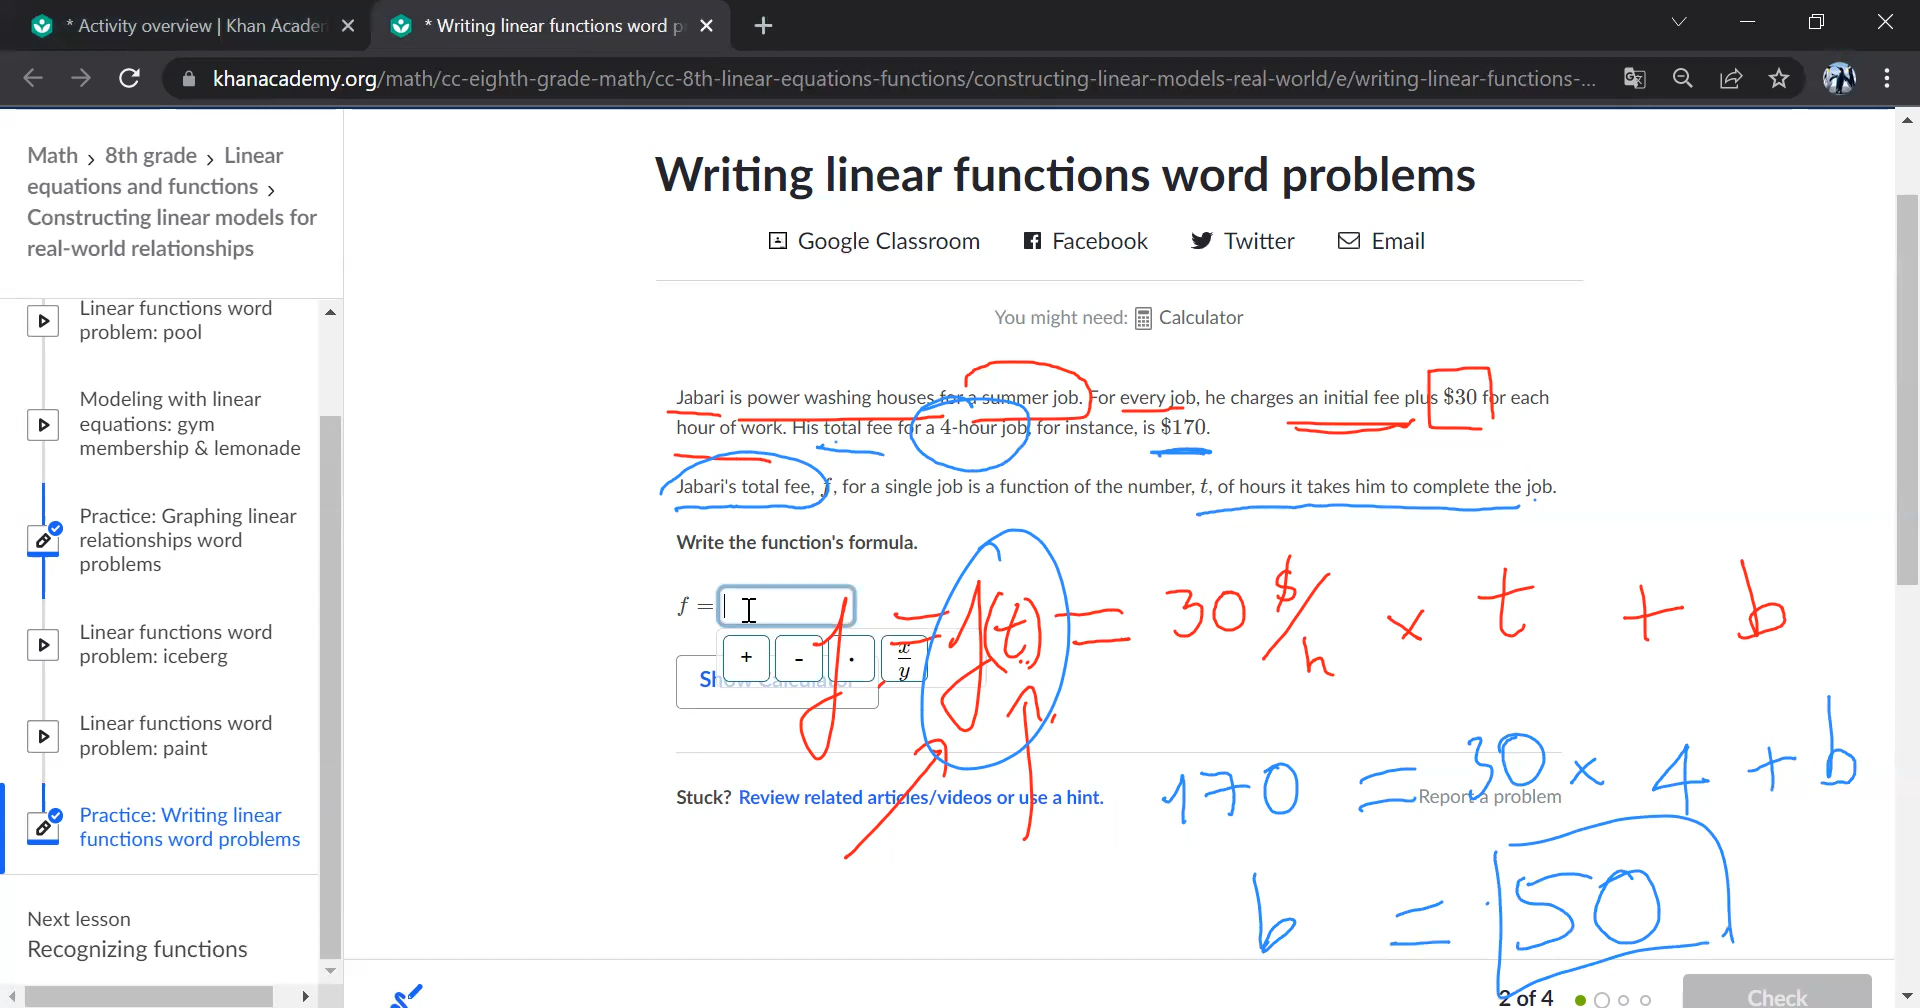 * Activity overview | Khan Acader
* Writing linear functions word p
khanacademy.org/math/cc-eighth-grade-math/cc-8th-linear-equations-functions/constructing-linear-models-real-world/e/writing-linear-functions-...
Math > 8th grade > Linear
equations and functions >
Constructing linear models for
real-world relationships
Linear functions word
problem: pool
Modeling with linear
equations: gym
membership & lemonade
Practice: Graphing linear
relationships word
problems
Linear functions word
problem: iceberg
Linear functions word
problem: paint
Practice: Writing linear
functions word problems
Next lesson
Recognizing functions
Writing linear functions word problems
Google Classroom Facebook Twitter Email
You might need: Calculator
Jabari is power washing houses for a summer job. For every job, he charges an initial fee plus $30 for each
hour of work. His total fee for a 4-hour job, for instance, is $170.
Jabari's total fee, f, for a single job is a function of the number, t, of hours it takes him to complete the job.
Write the function's formula.
f =
+ - · x/y
Show Calculator
f = f(t) = 30 $/h × t + b
170 = 30 × 4 + b
b = 50
Stuck? Review related articles/videos or use a hint.
Report a problem
2 of 4
Check